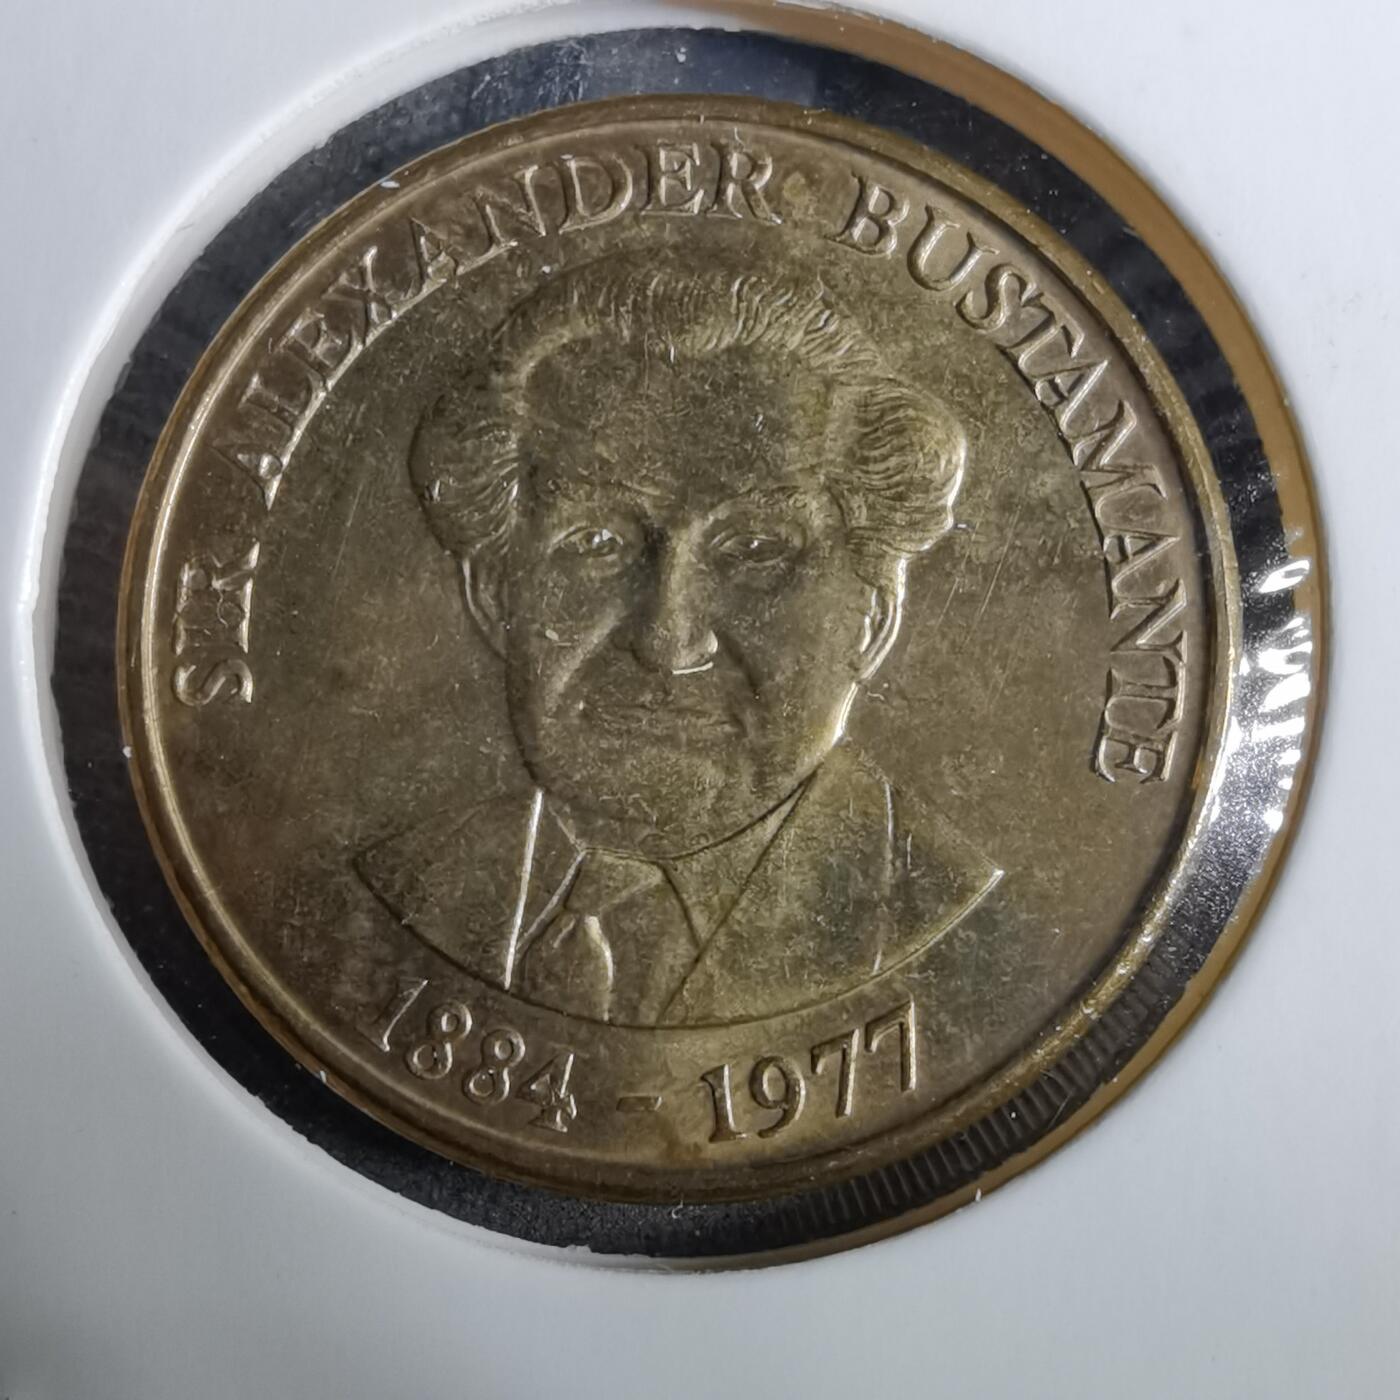 SIR ALEXANDER BUSTAMANTE
1884 - 1977